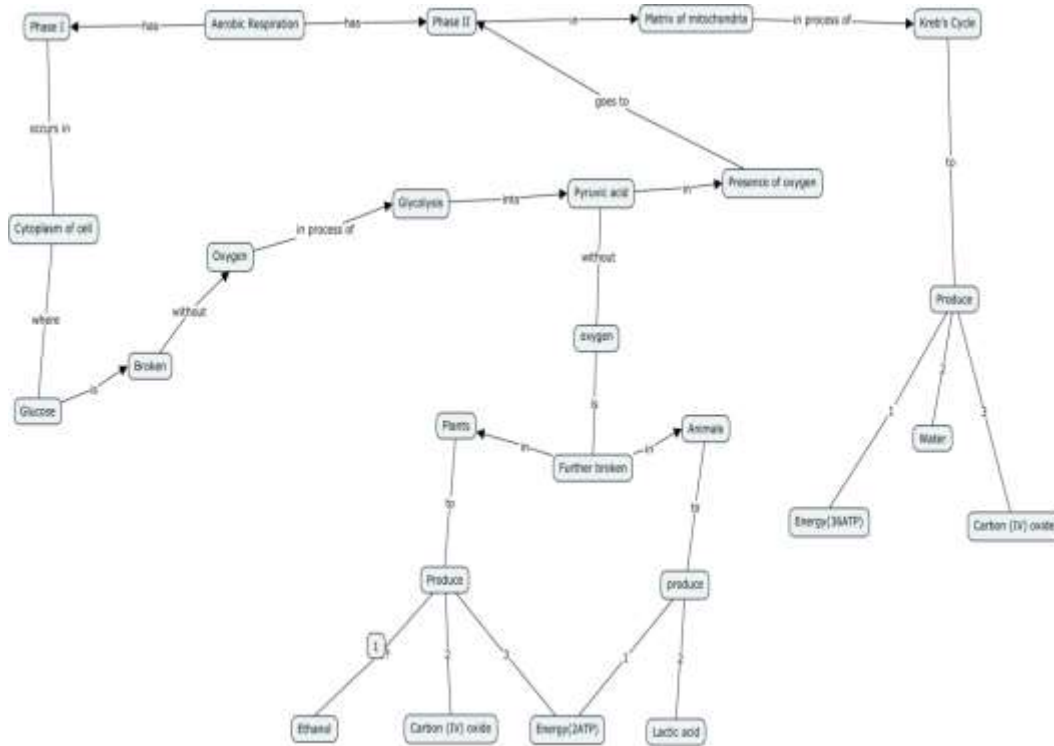 Phase I
has
Aerobic Respiration
has
Phase II
in
Matrix of mitochondria
in process of
Kreb's Cycle
goes to
occurs in
to
Glycolysis
into
Pyruvic acid
in
Presence of oxygen
Cytoplasm of cell
in process of
Oxygen
without
without
where
Produce
oxygen
Broken
is
is
Glucose
1
2
3
Plants
in
Further broken
in
Animals
Water
to
to
Energy(36ATP)
Carbon (IV) oxide
Produce
produce
1
2
3
1
2
Ethanol
Carbon (IV) oxide
Energy(2ATP)
Lactic acid